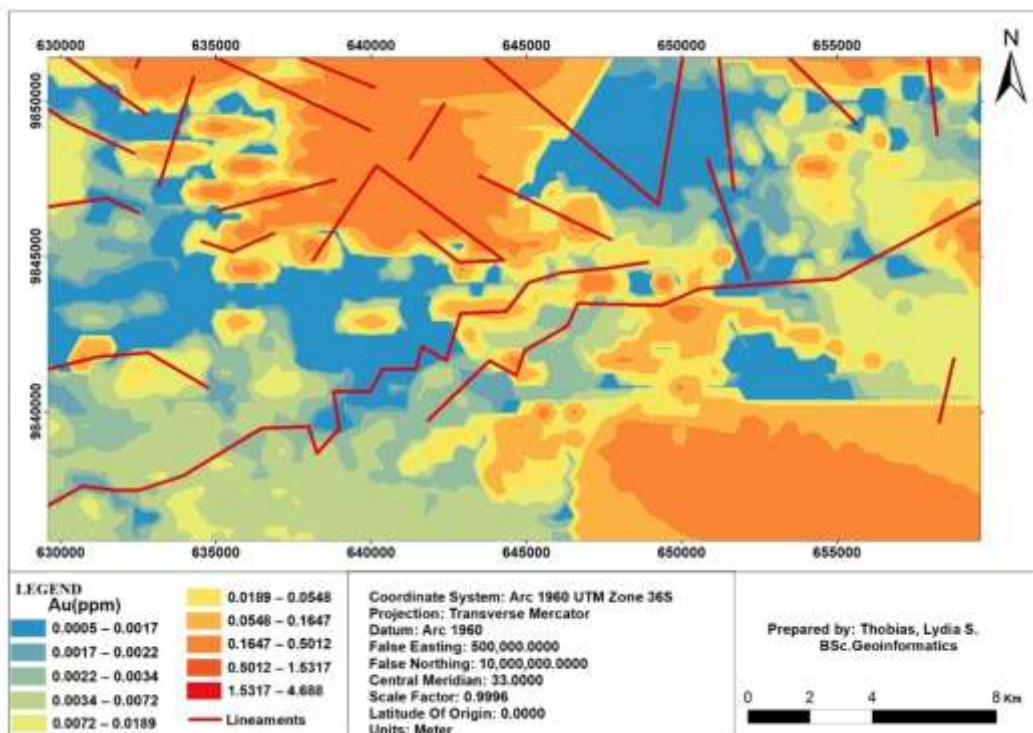 630000 635000 640000 645000 650000 655000
N
9850000
9850000
9845000
9845000
9840000
9840000
630000 635000 640000 645000 650000 655000
LEGEND
Au(ppm)
0.0005 – 0.0017
0.0017 – 0.0022
0.0022 – 0.0034
0.0034 – 0.0072
0.0072 – 0.0189
0.0189 – 0.0548
0.0548 – 0.1647
0.1647 – 0.5012
0.5012 – 1.5317
1.5317 – 4.688
Lineaments
Coordinate System: Arc 1960 UTM Zone 36S
Projection: Transverse Mercator
Datum: Arc 1960
False Easting: 500,000.0000
False Northing: 10,000,000.0000
Central Meridian: 33.0000
Scale Factor: 0.9996
Latitude Of Origin: 0.0000
Units: Meter
Prepared by: Thobias, Lydia S.
BSc.Geoinformatics
0 2 4 8 Km